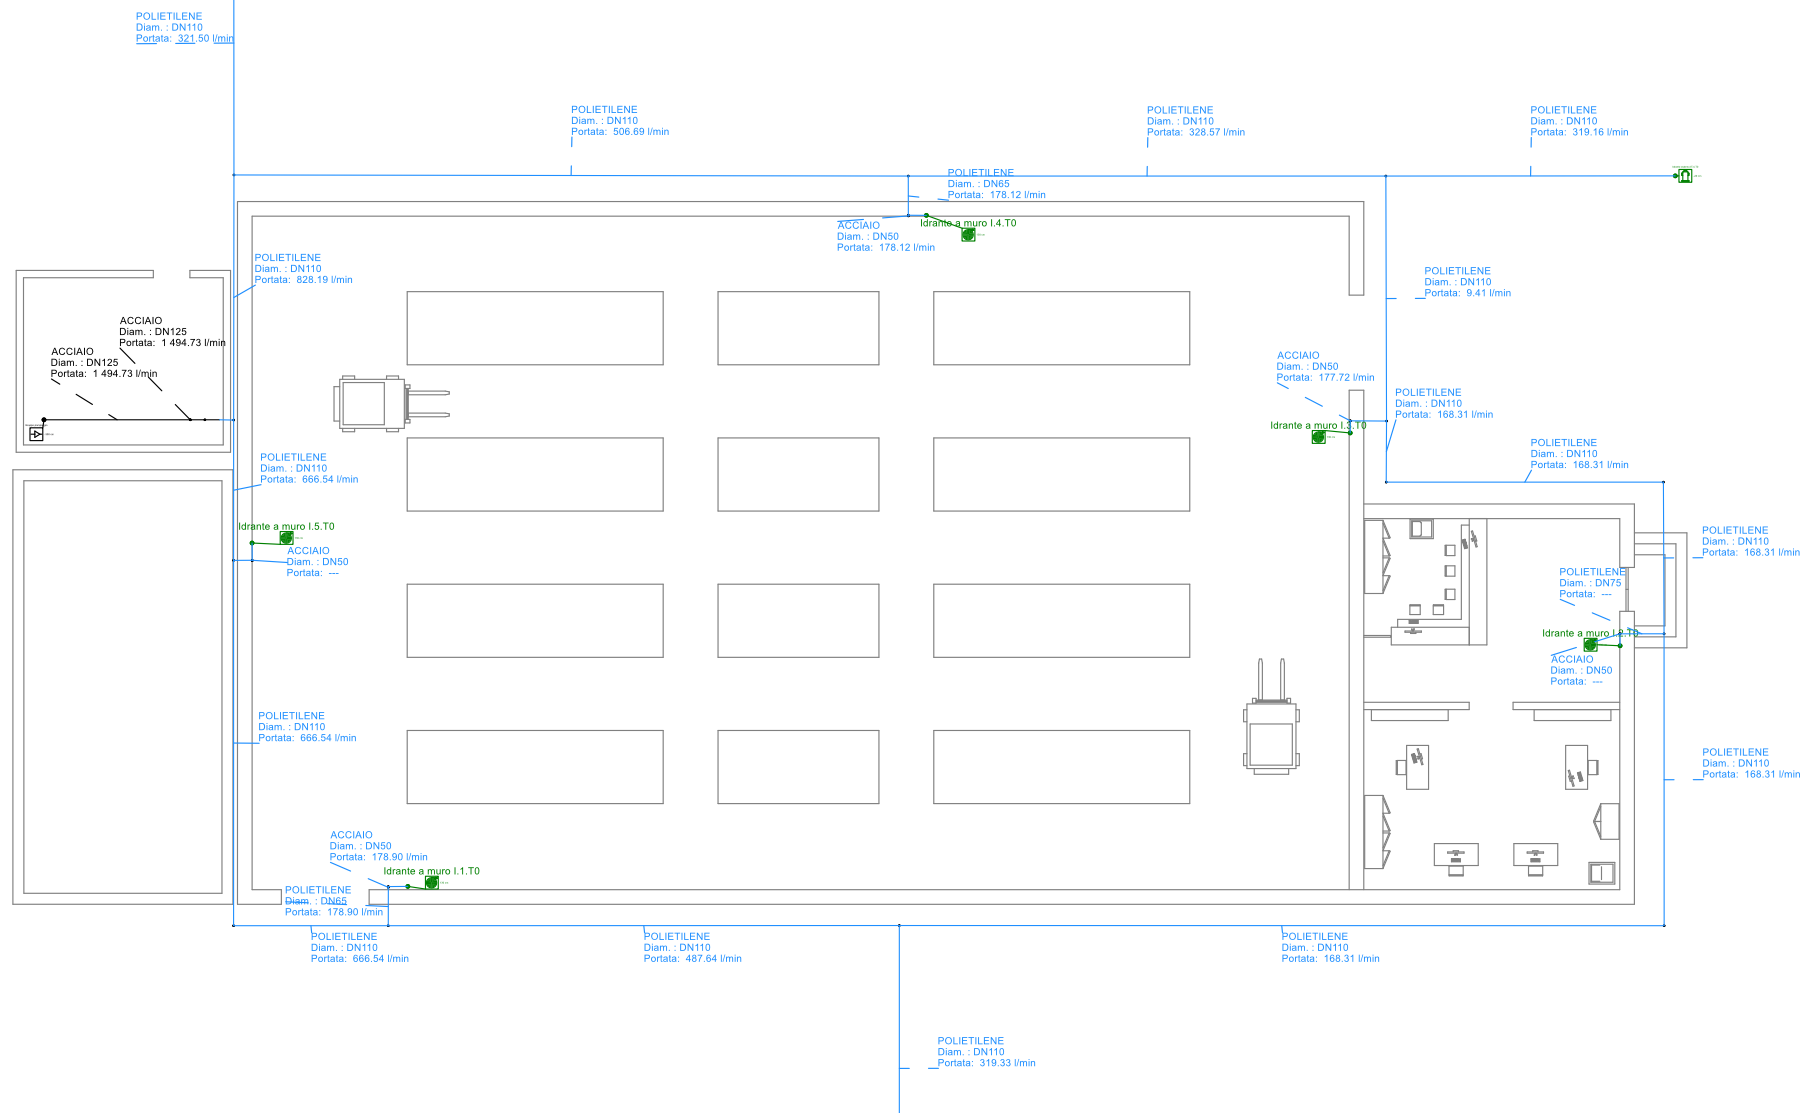 POLIETILENE
Diam. : DN110
Portata:  321.50 l/min
POLIETILENE
Diam. : DN110
Portata:  506.69 l/min
POLIETILENE
Diam. : DN110
Portata:  328.57 l/min
POLIETILENE
Diam. : DN110
Portata:  319.16 l/min
POLIETILENE
Diam. : DN65
Portata:  178.12 l/min
Idrante a muro I.4.T0
ACCIAIO
Diam. : DN50
Portata:  178.12 l/min
POLIETILENE
Diam. : DN110
Portata:  828.19 l/min
POLIETILENE
Diam. : DN110
Portata:  9.41 l/min
ACCIAIO
Diam. : DN125
Portata:  1 494.73 l/min
ACCIAIO
Diam. : DN125
Portata:  1 494.73 l/min
ACCIAIO
Diam. : DN50
Portata:  177.72 l/min
POLIETILENE
Diam. : DN110
Portata:  168.31 l/min
Idrante a muro I.3.T0
POLIETILENE
Diam. : DN110
Portata:  168.31 l/min
POLIETILENE
Diam. : DN110
Portata:  666.54 l/min
Idrante a muro I.5.T0
ACCIAIO
Diam. : DN50
Portata:  ---
POLIETILENE
Diam. : DN110
Portata:  168.31 l/min
POLIETILENE
Diam. : DN75
Portata:  ---
Idrante a muro I.2.T0
ACCIAIO
Diam. : DN50
Portata:  ---
POLIETILENE
Diam. : DN110
Portata:  666.54 l/min
POLIETILENE
Diam. : DN110
Portata:  168.31 l/min
ACCIAIO
Diam. : DN50
Portata:  178.90 l/min
Idrante a muro I.1.T0
POLIETILENE
Diam. : DN65
Portata:  178.90 l/min
POLIETILENE
Diam. : DN110
Portata:  666.54 l/min
POLIETILENE
Diam. : DN110
Portata:  487.64 l/min
POLIETILENE
Diam. : DN110
Portata:  168.31 l/min
POLIETILENE
Diam. : DN110
Portata:  319.33 l/min